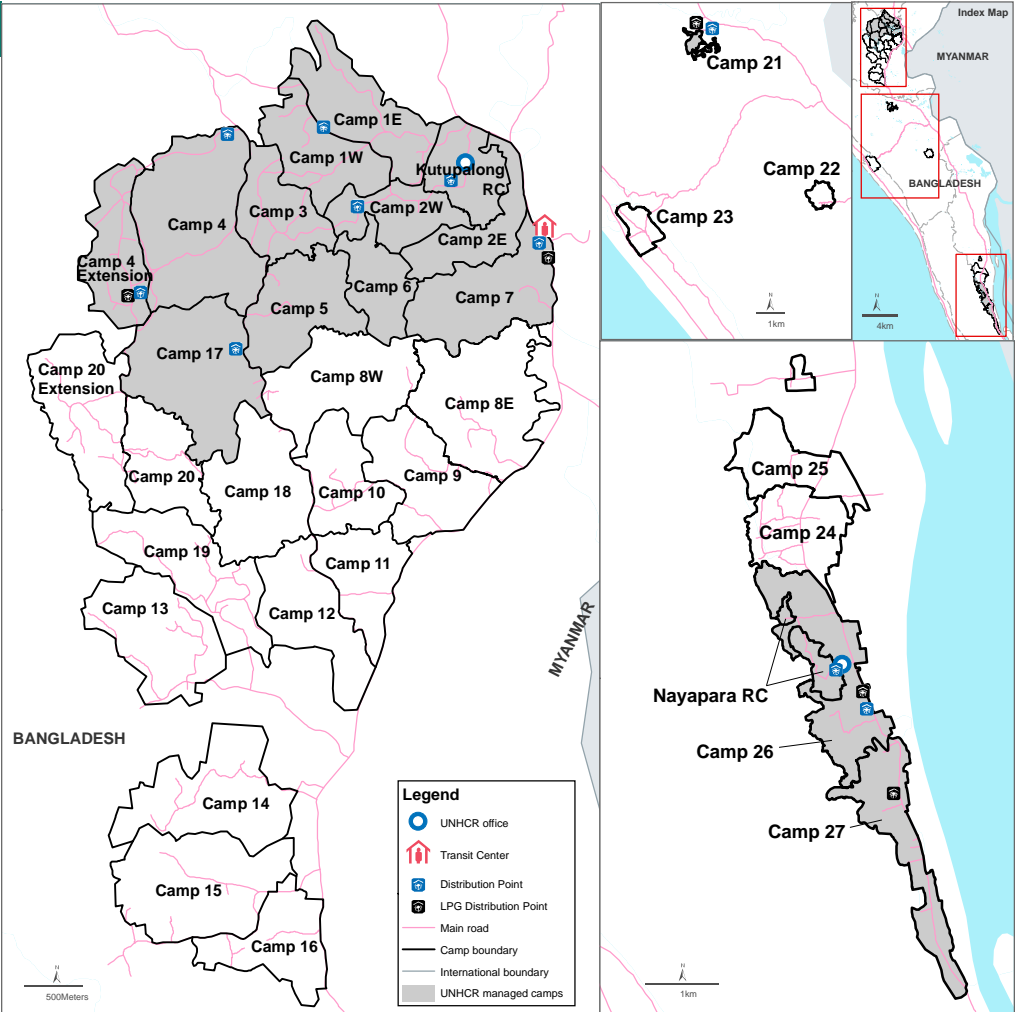 Camp 1E
Camp 1W
Kutupalong
RC
Camp 3
Camp 2W
Camp 4
Camp 2E
Camp 4
Extension
Camp 6
Camp 7
Camp 5
Camp 17
Camp 20
Extension
Camp 8W
Camp 8E
Camp 20
Camp 18
Camp 10
Camp 9
Camp 19
Camp 11
Camp 13
Camp 12
MYANMAR
BANGLADESH
Camp 14
Camp 15
Camp 16
N
500Meters
Legend
UNHCR office
Transit Center
Distribution Point
LPG Distribution Point
Main road
Camp boundary
International boundary
UNHCR managed camps
Camp 21
Camp 22
Camp 23
N
1km
Index Map
MYANMAR
BANGLADESH
N
4km
Camp 25
Camp 24
Nayapara RC
Camp 26
Camp 27
N
1km